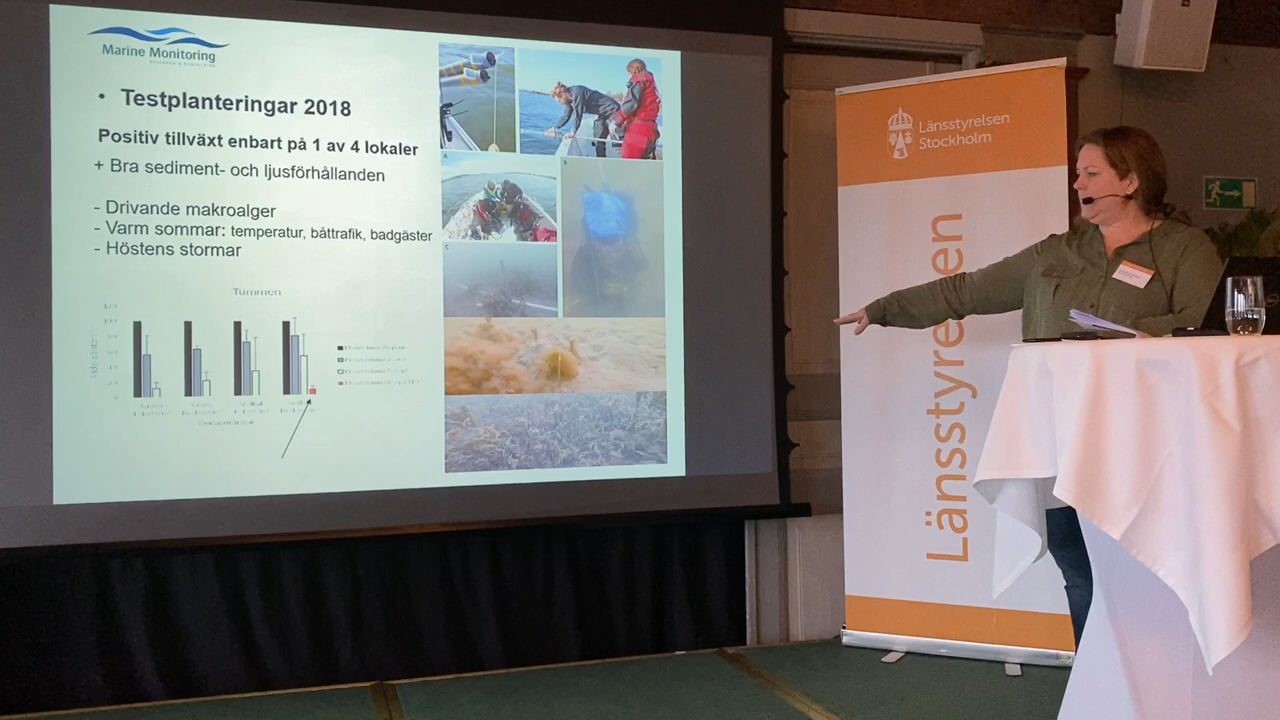 Marine Monitoring
• Testplanteringar 2018
Positiv tillväxt enbart på 1 av 4 lokaler
+ Bra sediment- och ljusförhållanden
- Drivande makroalger
- Varm sommar: temperatur, båttrafik, badgäster
- Höstens stormar
Tummen
A
B
C
Länsstyrelsen
Stockholm
Länsstyrelsen